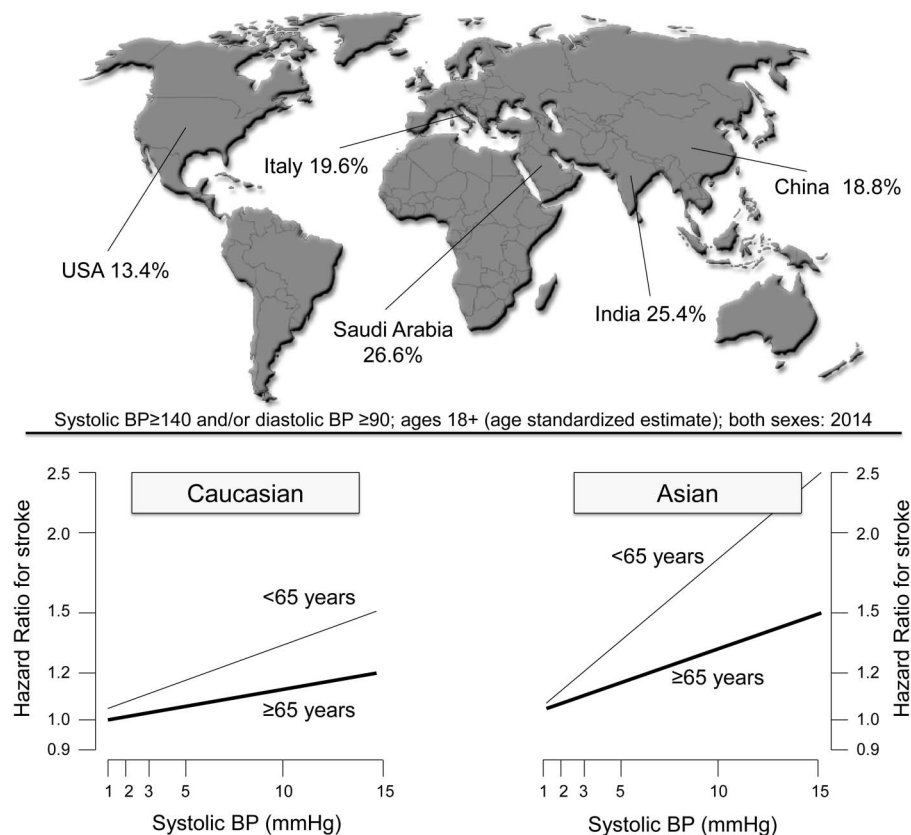 Italy 19.6%
China 18.8%
USA 13.4%
Saudi Arabia
26.6%
India 25.4%
Systolic BP≥140 and/or diastolic BP ≥90; ages 18+ (age standardized estimate); both sexes: 2014
Hazard Ratio for stroke
2.5
2.0
1.5
1.2
1.0
0.9
Caucasian
<65 years
≥65 years
1 2 3 5 10 15
Systolic BP (mmHg)
Asian
<65 years
≥65 years
1 2 3 5 10 15
Systolic BP (mmHg)
2.5
2.0
1.5
1.2
1.0
0.9
Hazard Ratio for stroke